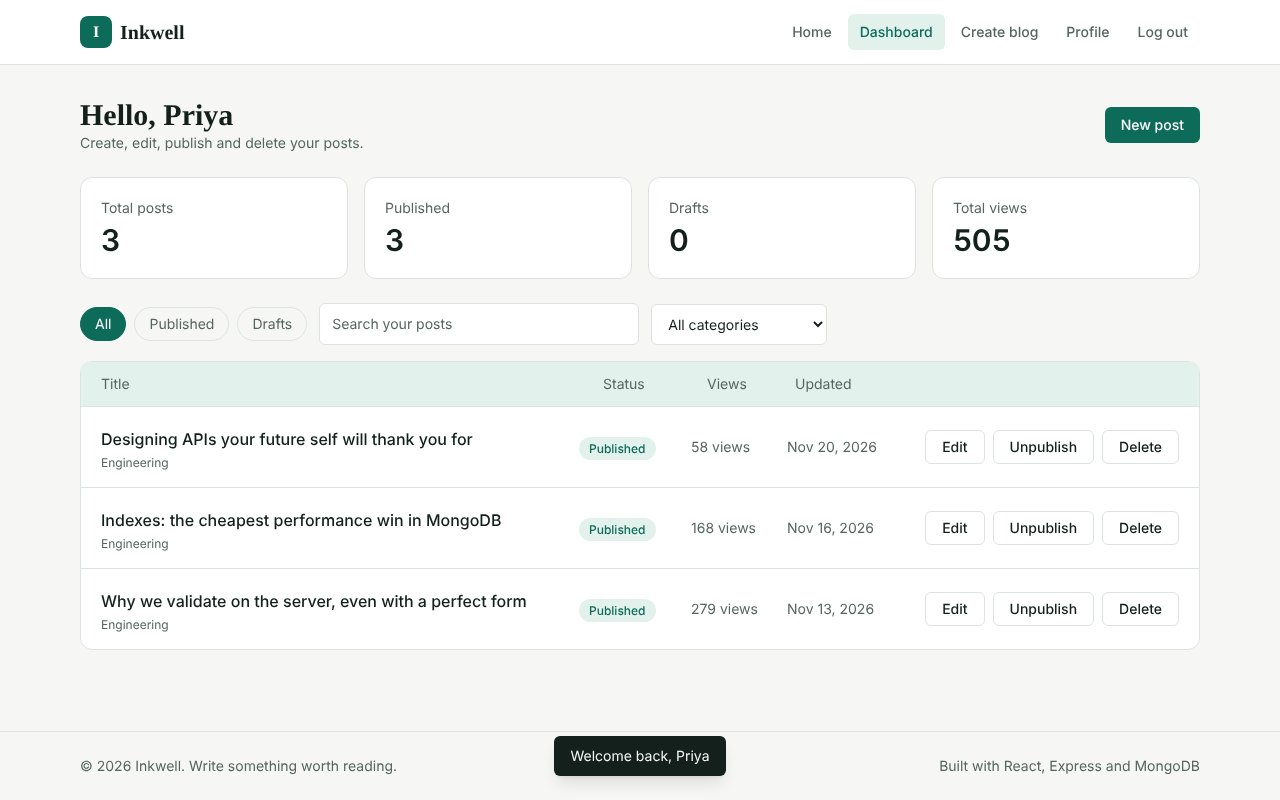 I Inkwell Home Dashboard Create blog Profile Log out
Hello, Priya
Create, edit, publish and delete your posts.
New post
Total posts Published Drafts Total views
3 3 0 505
All Published Drafts Search your posts All categories
Title Status Views Updated
Designing APIs your future self will thank you for
Engineering
Published 58 views Nov 20, 2026 Edit Unpublish Delete
Indexes: the cheapest performance win in MongoDB
Engineering
Published 168 views Nov 16, 2026 Edit Unpublish Delete
Why we validate on the server, even with a perfect form
Engineering
Published 279 views Nov 13, 2026 Edit Unpublish Delete
Welcome back, Priya
© 2026 Inkwell. Write something worth reading. Built with React, Express and MongoDB